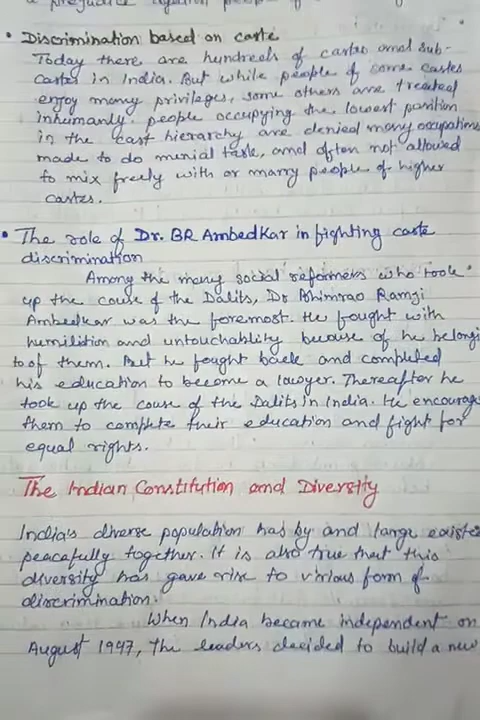 a prejudice against people of
• Discrimination based on caste
Today there are hundreds of castes and sub-
castes in India. But while people of some castes
enjoy many privileges, some others are treated
inhumanly people occupying the lowest position
in the cast hierarchy are denied many occupations
made to do menial task, and often not allowed
to mix freely with or marry people of higher
castes.
• The role of Dr. BR Ambedkar in fighting caste
discrimination
Among the many social reformers who took
up the cause of the Dalits, Dr Bhimrao Ramji
Ambedkar was the foremost. He fought with
humilition and untouchablity because of he belongs
to of them. But he fought back and completed
his education to become a lawyer. Thereafter he
took up the couse of the Dalits in India. He encourage
them to complete their education and fight for
equal rights.
The Indian Constitution and Diversity
India's diverse population has by and large existe
peacefully together. It is also true that this
diversity has gave rise to virious form of
discrimination.
When India became independent on
August 1947, The leaders decided to build a new